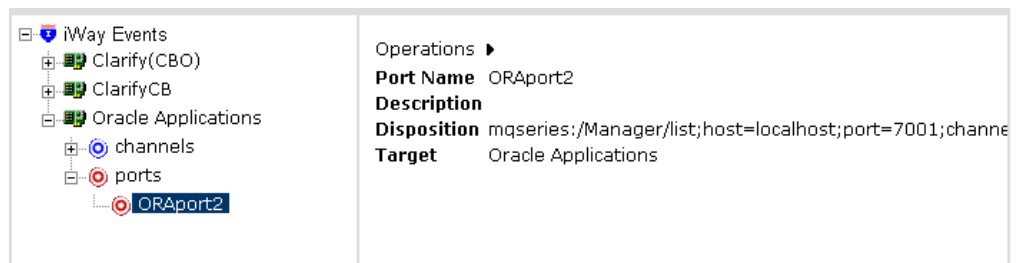 iWay Events
Clarify(CBO)
ClarifyCB
Oracle Applications
channels
ports
ORAport2
Operations
Port Name ORAport2
Description
Disposition mqseries:/Manager/list;host=localhost;port=7001;channe
Target Oracle Applications